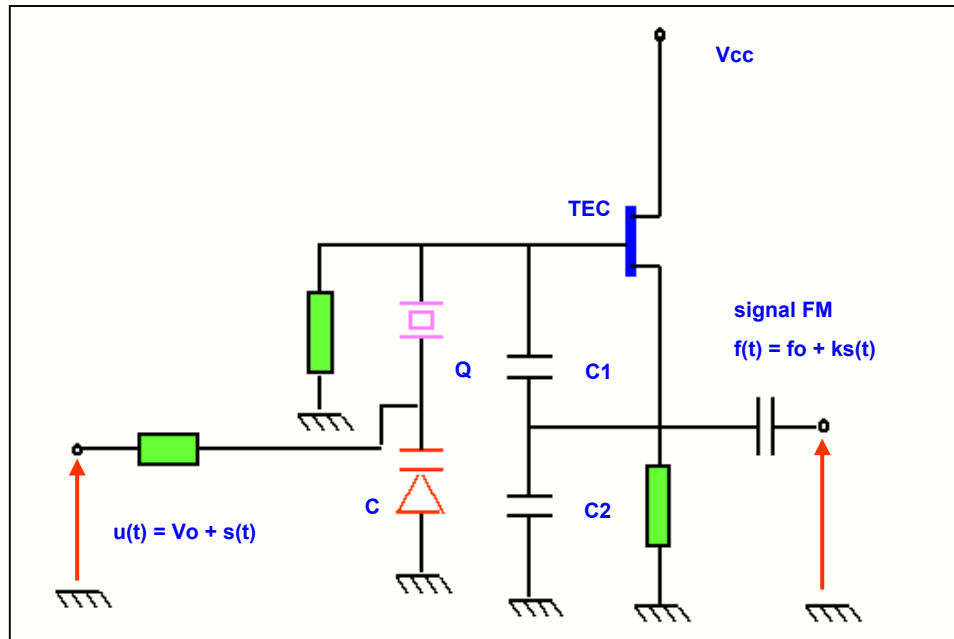 Vcc
TEC
signal FM
f(t) = fo + ks(t)
Q
C1
C
C2
u(t) = Vo + s(t)